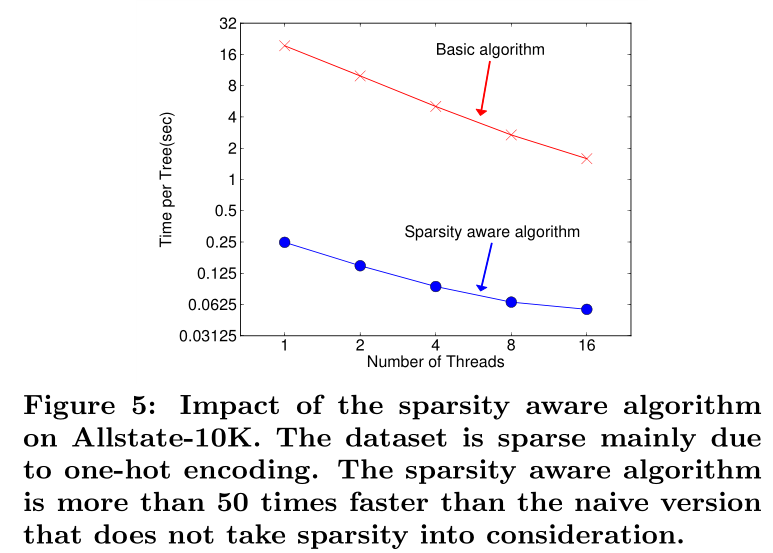 32
16
8
4
2
1
0.5
0.25
0.125
0.0625
0.03125
Time per Tree(sec)
Basic algorithm
Sparsity aware algorithm
1 2 4 8 16
Number of Threads
Figure 5: Impact of the sparsity aware algorithm
on Allstate-10K. The dataset is sparse mainly due
to one-hot encoding. The sparsity aware algorithm
is more than 50 times faster than the naive version
that does not take sparsity into consideration.